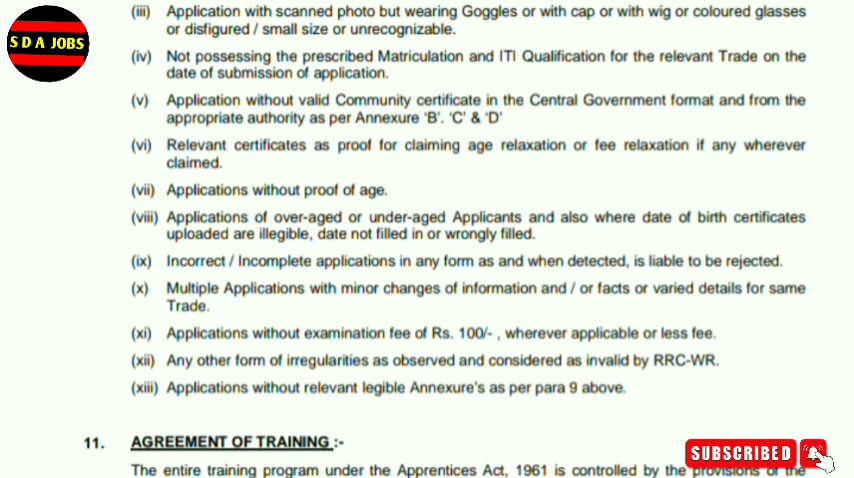 S D A JOBS
(iii) Application with scanned photo but wearing Goggles or with cap or with wig or coloured glasses
or disfigured / small size or unrecognizable.
(iv) Not possessing the prescribed Matriculation and ITI Qualification for the relevant Trade on the
date of submission of application.
(v) Application without valid Community certificate in the Central Government format and from the
appropriate authority as per Annexure 'B'. 'C' & 'D'
(vi) Relevant certificates as proof for claiming age relaxation or fee relaxation if any wherever
claimed.
(vii) Applications without proof of age.
(viii) Applications of over-aged or under-aged Applicants and also where date of birth certificates
uploaded are illegible, date not filled in or wrongly filled.
(ix) Incorrect / Incomplete applications in any form as and when detected, is liable to be rejected.
(x) Multiple Applications with minor changes of information and / or facts or varied details for same
Trade.
(xi) Applications without examination fee of Rs. 100/- , wherever applicable or less fee.
(xii) Any other form of irregularities as observed and considered as invalid by RRC-WR.
(xiii) Applications without relevant legible Annexure's as per para 9 above.
11. AGREEMENT OF TRAINING :-
The entire training program under the Apprentices Act, 1961 is controlled by the provisions of the
SUBSCRIBED